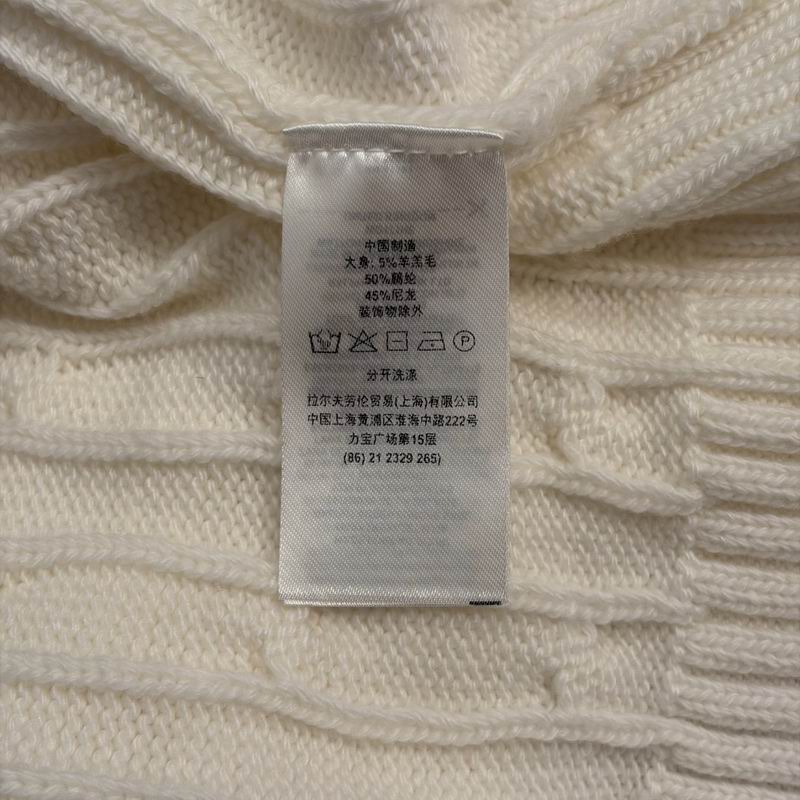 中国制造
大身: 5%羊羔毛
50%腈纶
45%尼龙
装饰物除外
P
分开洗涤
拉尔夫劳伦贸易(上海)有限公司
中国上海黄浦区淮海中路222号
力宝广场第15层
(86) 21 2329 265)